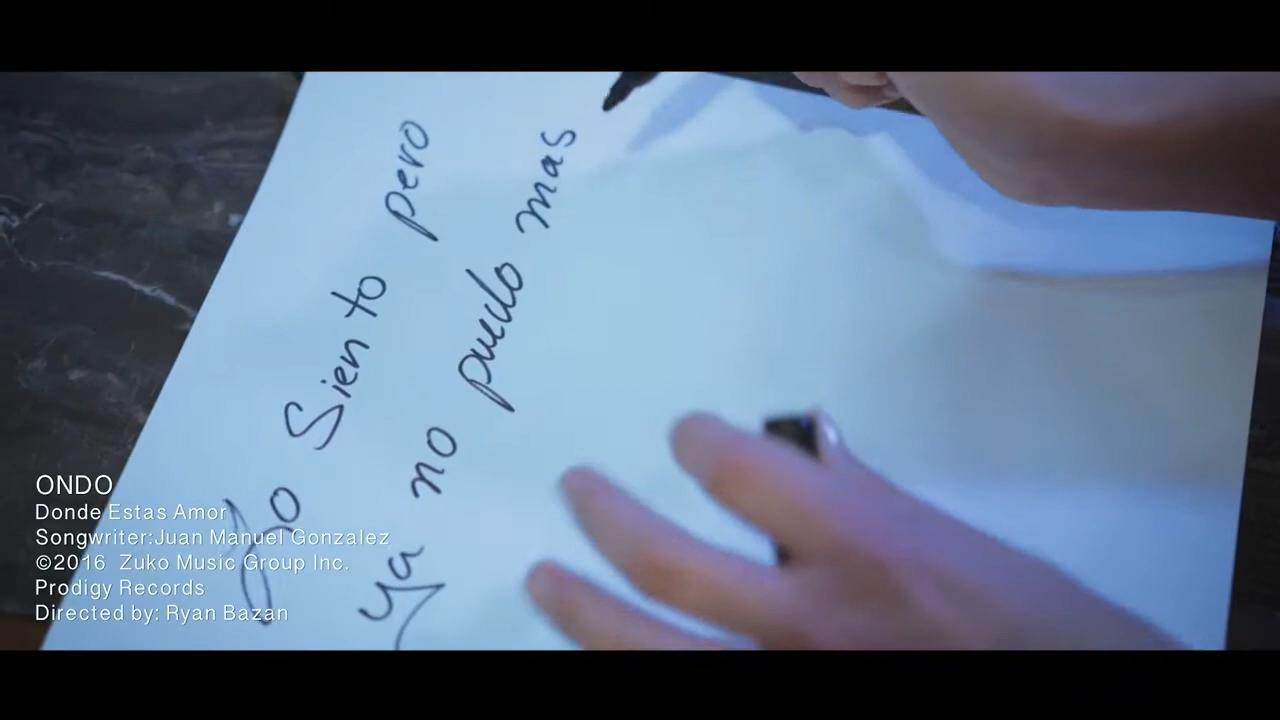 Lo Siento pero
Ya no puedo mas
ONDO
Donde Estas Amor
Songwriter:Juan Manuel Gonzalez
©2016 Zuko Music Group Inc.
Prodigy Records
Directed by: Ryan Bazan